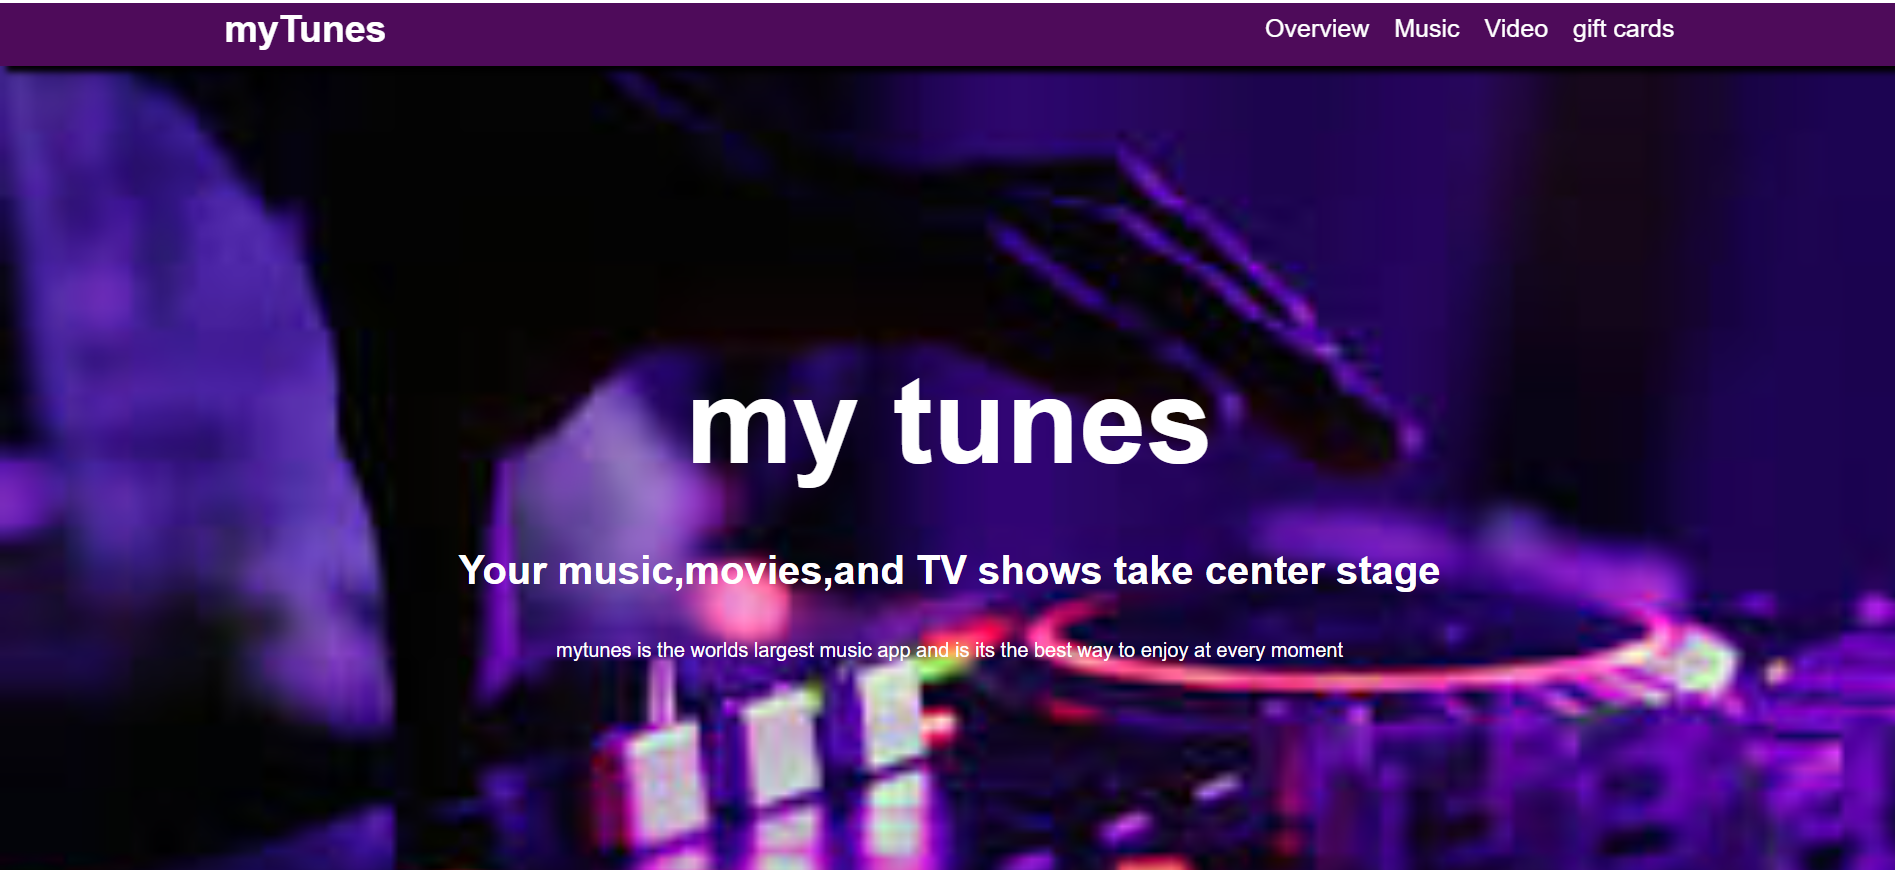 myTunes
Overview Music Video gift cards
my tunes
Your music,movies,and TV shows take center stage
mytunes is the worlds largest music app and is its the best way to enjoy at every moment